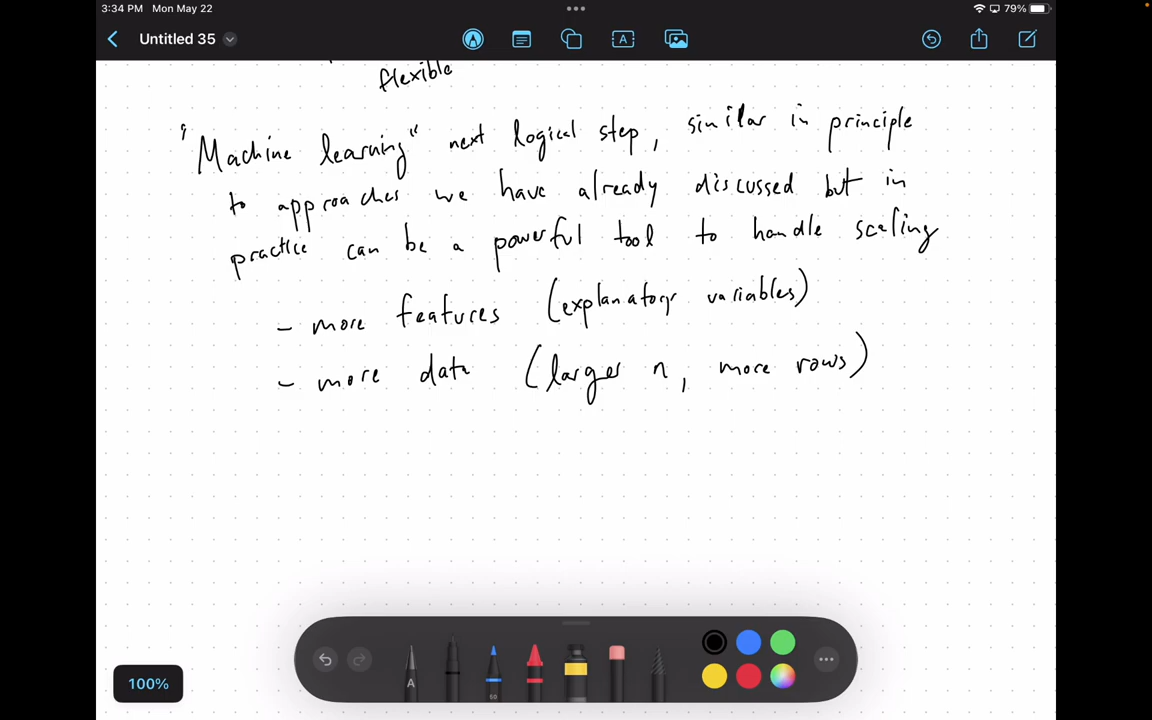 3:34 PM Mon May 22
79%
Untitled 35
A
flexible
"Machine learning" next logical step, similar in principle
to approaches we have already discussed but in
practice can be a powerful tool to handle scaling
- more features (explanatory variables)
- more data (larger n, more rows)
A
50
100%